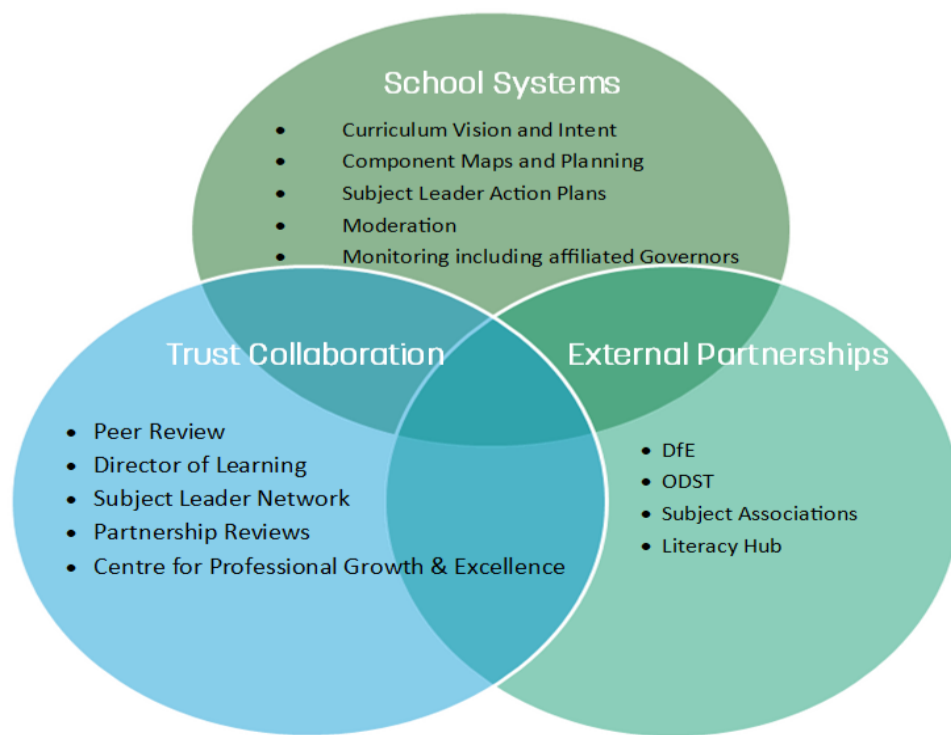 School Systems
• Curriculum Vision and Intent
• Component Maps and Planning
• Subject Leader Action Plans
• Moderation
• Monitoring including affiliated Governors
Trust Collaboration
• Peer Review
• Director of Learning
• Subject Leader Network
• Partnership Reviews
• Centre for Professional Growth & Excellence
External Partnerships
• DfE
• ODST
• Subject Associations
• Literacy Hub